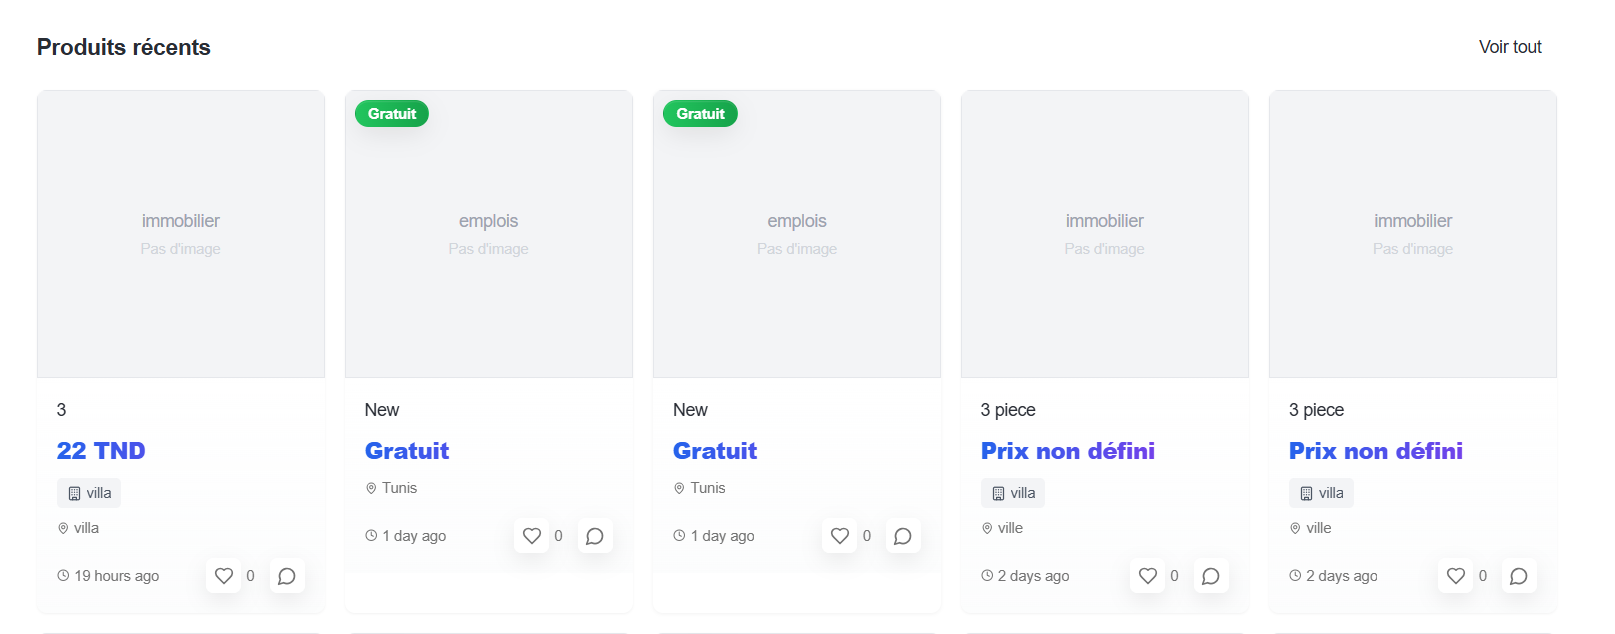 Produits récents
Voir tout
immobilier
Pas d'image
3
22 TND
villa
villa
19 hours ago
0
Gratuit
emplois
Pas d'image
New
Gratuit
Tunis
1 day ago
0
Gratuit
emplois
Pas d'image
New
Gratuit
Tunis
1 day ago
0
immobilier
Pas d'image
3 piece
Prix non défini
villa
ville
2 days ago
0
immobilier
Pas d'image
3 piece
Prix non défini
villa
ville
2 days ago
0